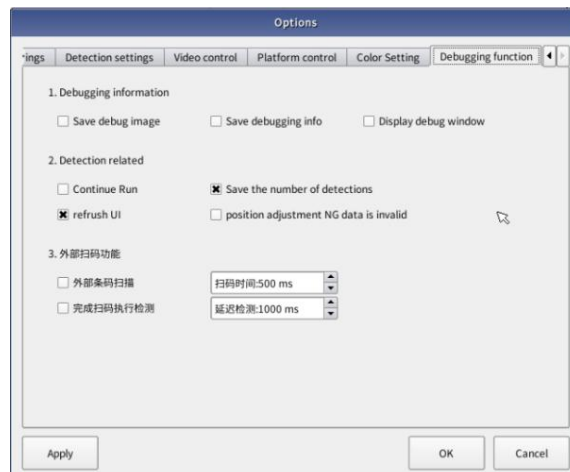 Options
ings Detection settings Video control Platform control Color Setting Debugging function
1. Debugging information
Save debug image Save debugging info Display debug window
2. Detection related
Continue Run Save the number of detections
refrush UI position adjustment NG data is invalid
3. 外部扫码功能
外部条码扫描 扫码时间:500 ms
完成扫码执行检测 延迟检测:1000 ms
Apply OK Cancel